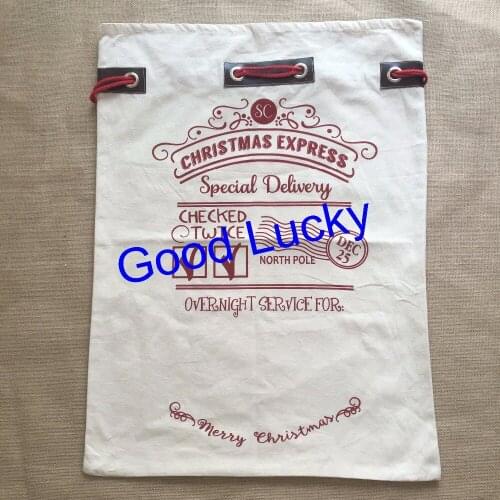 SC
CHRISTMAS EXPRESS
Special Delivery
CHECKED
TWICE
DEC
25
NORTH POLE
Good Lucky
OVERNIGHT SERVICE FOR:
Merry Christmas